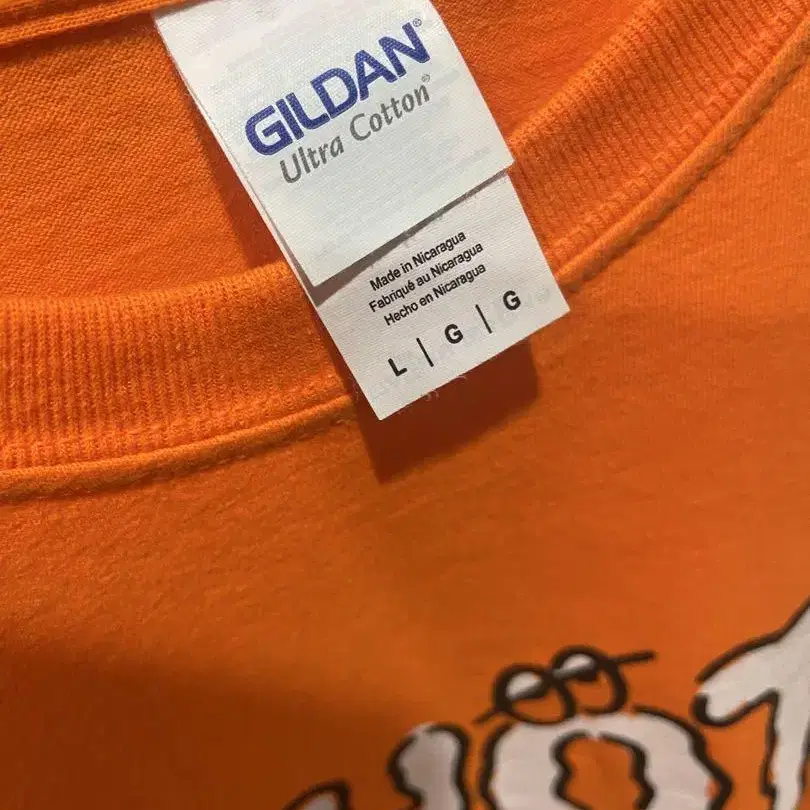 GILDAN®
Ultra Cotton®
Made in Nicaragua
Fabriqué au Nicaragua
Hecho en Nicaragua
L | G | G